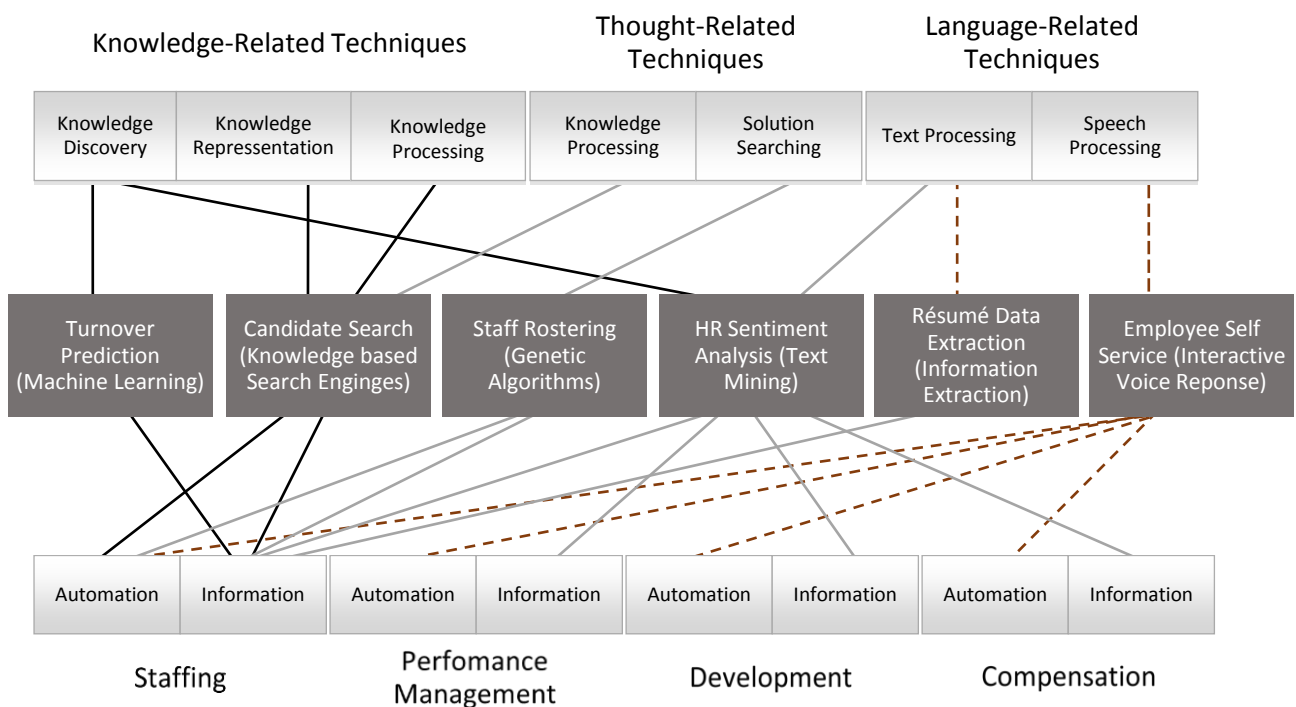 Knowledge-Related Techniques
Thought-Related
Techniques
Language-Related
Techniques
Knowledge
Discovery
Knowledge
Repressentation
Knowledge
Processing
Knowledge
Processing
Solution
Searching
Text Processing
Speech
Processing
Turnover
Prediction
(Machine Learning)
Candidate Search
(Knowledge based
Search Enginges)
Staff Rostering
(Genetic
Algorithms)
HR Sentiment
Analysis (Text
Mining)
Résumé Data
Extraction
(Information
Extraction)
Employee Self
Service (Interactive
Voice Reponse)
Automation
Information
Automation
Information
Automation
Information
Automation
Information
Staffing
Perfomance
Management
Development
Compensation